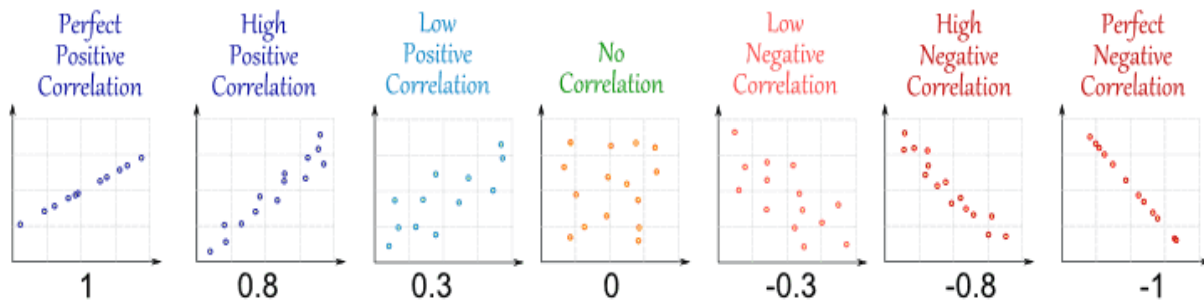 Perfect
Positive
Correlation
High
Positive
Correlation
Low
Positive
Correlation
No
Correlation
Low
Negative
Correlation
High
Negative
Correlation
Perfect
Negative
Correlation
1
0.8
0.3
0
-0.3
-0.8
-1